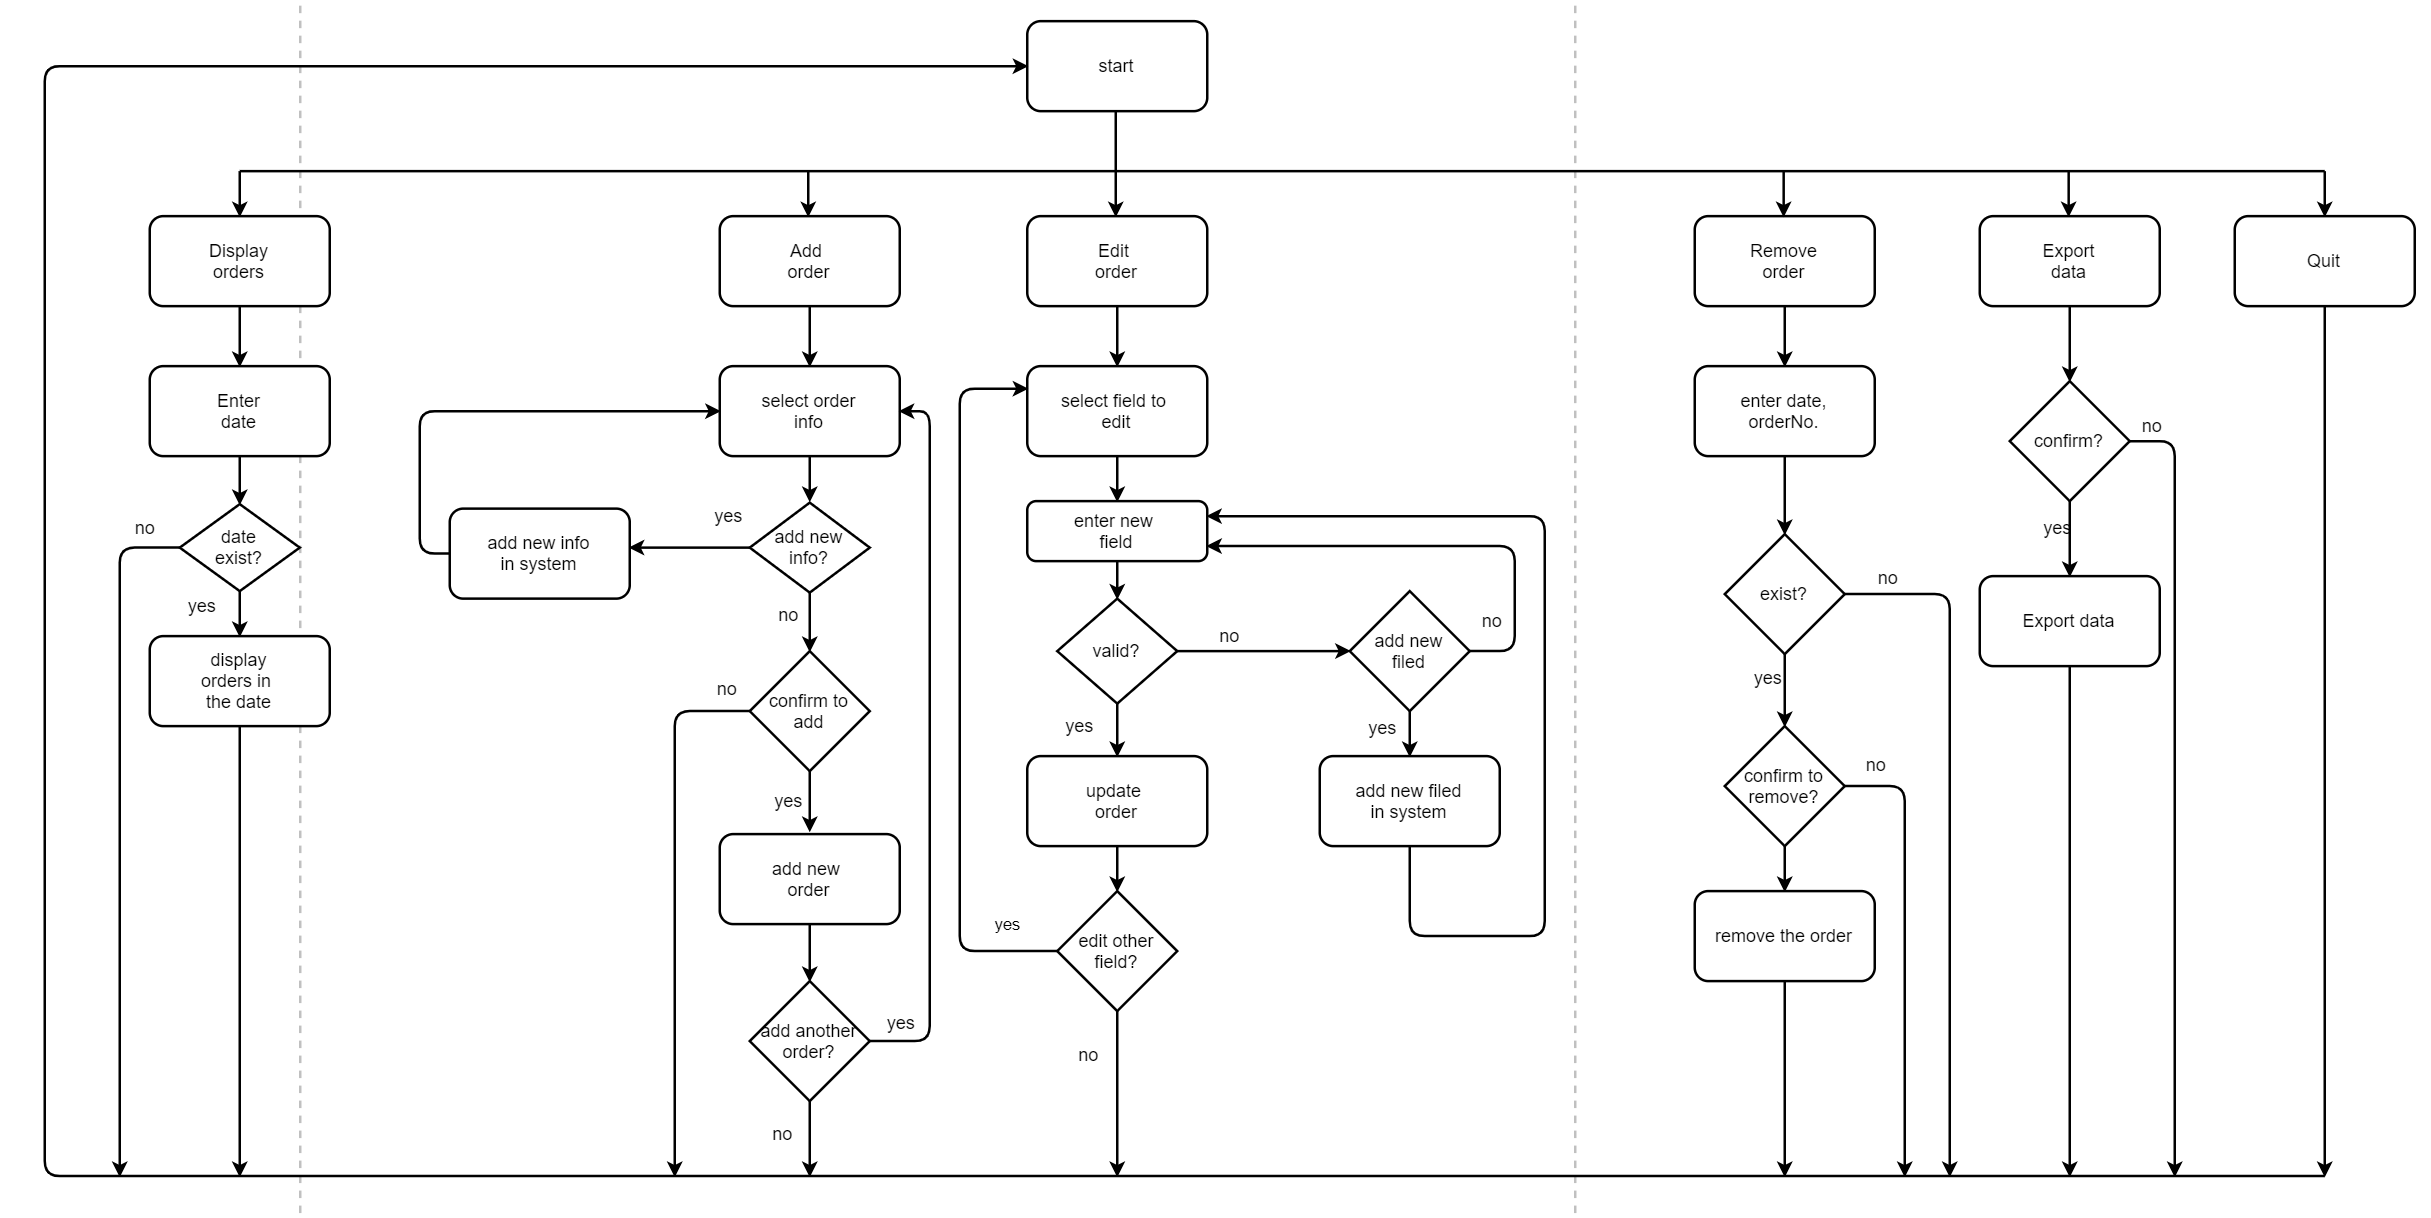 start
Display
orders
Add
order
Edit
order
Remove
order
Export
data
Quit
Enter
date
select order
info
select field to
edit
enter date,
orderNo.
confirm?
no
yes
date
exist?
no
yes
add new info
in system
yes
add new
info?
no
enter new
field
valid?
no
yes
add new
filed
no
yes
exist?
no
yes
Export data
display
orders in
the date
confirm to
add
no
yes
update
order
add new filed
in system
confirm to
remove?
no
add new
order
edit other
field?
yes
no
remove the order
add another
order?
yes
no